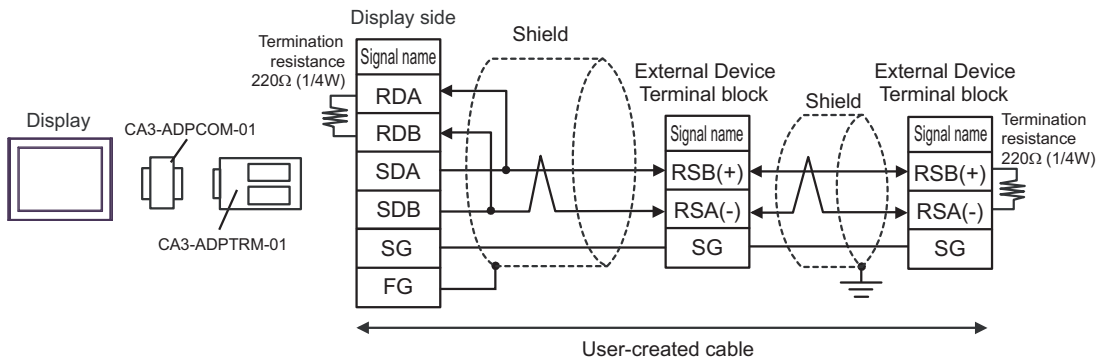 Display
CA3-ADPCOM-01
CA3-ADPTRM-01
Termination
resistance
220Ω (1/4W)
Display side
Signal name
RDA
RDB
SDA
SDB
SG
FG
Shield
External Device
Terminal block
Signal name
RSB(+)
RSA(-)
SG
Shield
External Device
Terminal block
Signal name
RSB(+)
RSA(-)
SG
Termination
resistance
220Ω (1/4W)
User-created cable